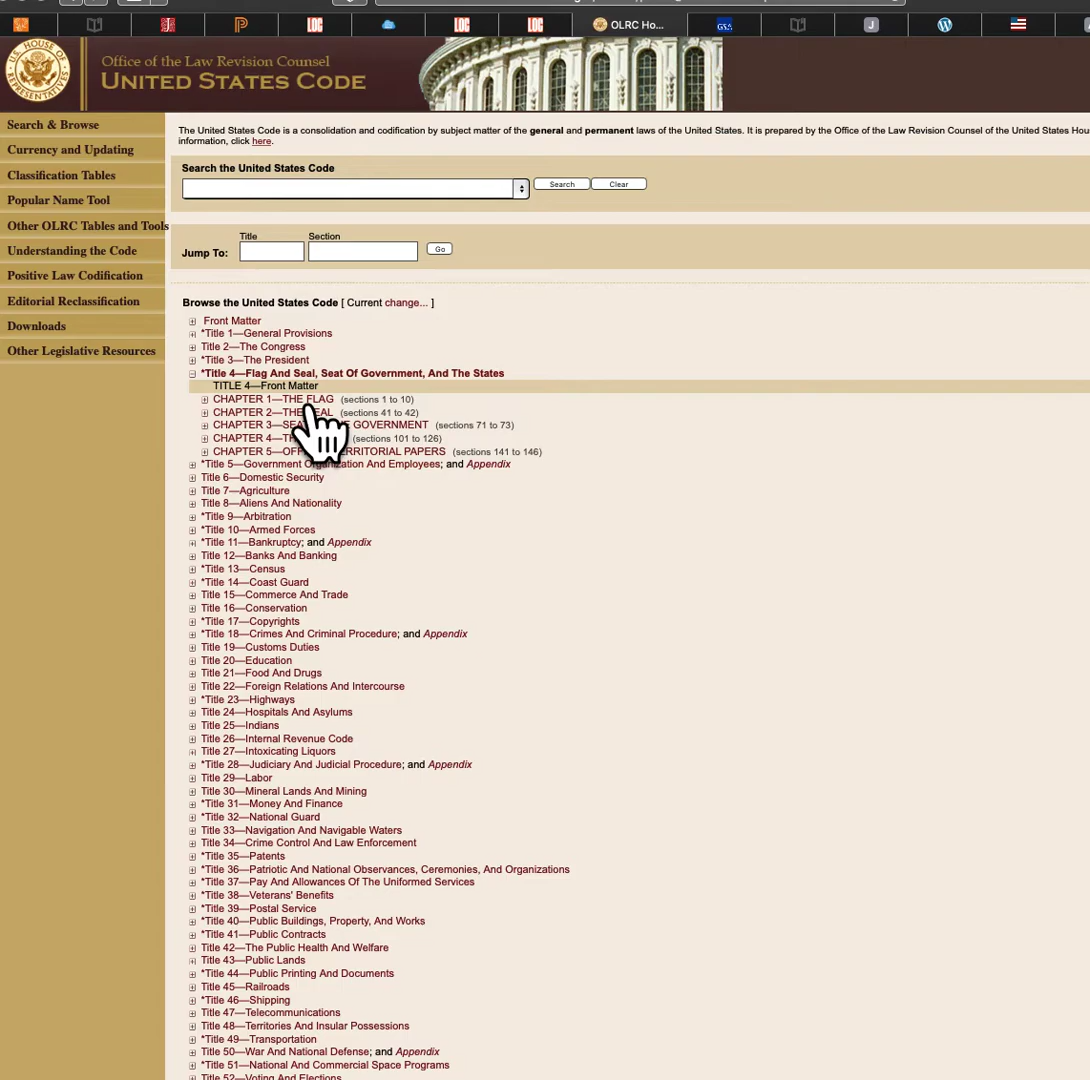 LOC
LOC
LOC
OLRC Ho...
GSA
J
U.S. HOUSE OF REPRESENTATIVES
Office of the Law Revision Counsel
UNITED STATES CODE
Search & Browse
Currency and Updating
Classification Tables
Popular Name Tool
Other OLRC Tables and Tools
Understanding the Code
Positive Law Codification
Editorial Reclassification
Downloads
Other Legislative Resources
The United States Code is a consolidation and codification by subject matter of the general and permanent laws of the United States. It is prepared by the Office of the Law Revision Counsel of the United States Hou
information, click here.
Search the United States Code
Search
Clear
Title
Section
Jump To:
Go
Browse the United States Code [ Current change... ]
Front Matter
*Title 1—General Provisions
Title 2—The Congress
*Title 3—The President
*Title 4—Flag And Seal, Seat Of Government, And The States
TITLE 4—Front Matter
CHAPTER 1—THE FLAG (sections 1 to 10)
CHAPTER 2—THE SEAL (sections 41 to 42)
CHAPTER 3— GOVERNMENT (sections 71 to 73)
CHAPTER 4— (sections 101 to 126)
CHAPTER 5— TERRITORIAL PAPERS (sections 141 to 146)
*Title 5—Government Organization And Employees; and Appendix
Title 6—Domestic Security
Title 7—Agriculture
Title 8—Aliens And Nationality
*Title 9—Arbitration
*Title 10—Armed Forces
*Title 11—Bankruptcy; and Appendix
Title 12—Banks And Banking
*Title 13—Census
*Title 14—Coast Guard
Title 15—Commerce And Trade
Title 16—Conservation
*Title 17—Copyrights
*Title 18—Crimes And Criminal Procedure; and Appendix
Title 19—Customs Duties
Title 20—Education
Title 21—Food And Drugs
Title 22—Foreign Relations And Intercourse
*Title 23—Highways
Title 24—Hospitals And Asylums
Title 25—Indians
Title 26—Internal Revenue Code
Title 27—Intoxicating Liquors
*Title 28—Judiciary And Judicial Procedure; and Appendix
Title 29—Labor
Title 30—Mineral Lands And Mining
*Title 31—Money And Finance
*Title 32—National Guard
Title 33—Navigation And Navigable Waters
Title 34—Crime Control And Law Enforcement
*Title 35—Patents
*Title 36—Patriotic And National Observances, Ceremonies, And Organizations
*Title 37—Pay And Allowances Of The Uniformed Services
*Title 38—Veterans' Benefits
*Title 39—Postal Service
*Title 40—Public Buildings, Property, And Works
*Title 41—Public Contracts
Title 42—The Public Health And Welfare
Title 43—Public Lands
*Title 44—Public Printing And Documents
Title 45—Railroads
*Title 46—Shipping
Title 47—Telecommunications
Title 48—Territories And Insular Possessions
*Title 49—Transportation
Title 50—War And National Defense; and Appendix
*Title 51—National And Commercial Space Programs
Title 52—Voting And Elections